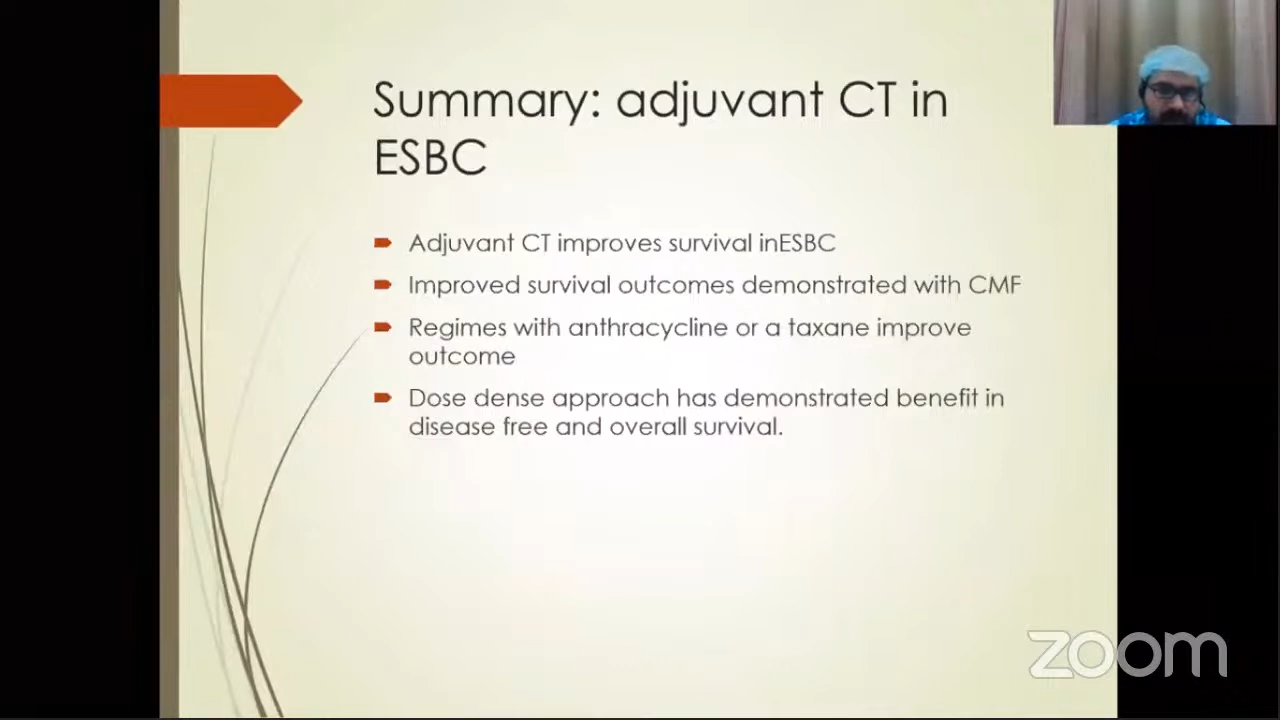 Summary: adjuvant CT in
ESBC
Adjuvant CT improves survival inESBC
Improved survival outcomes demonstrated with CMF
Regimes with anthracycline or a taxane improve
outcome
Dose dense approach has demonstrated benefit in
disease free and overall survival.
zoom